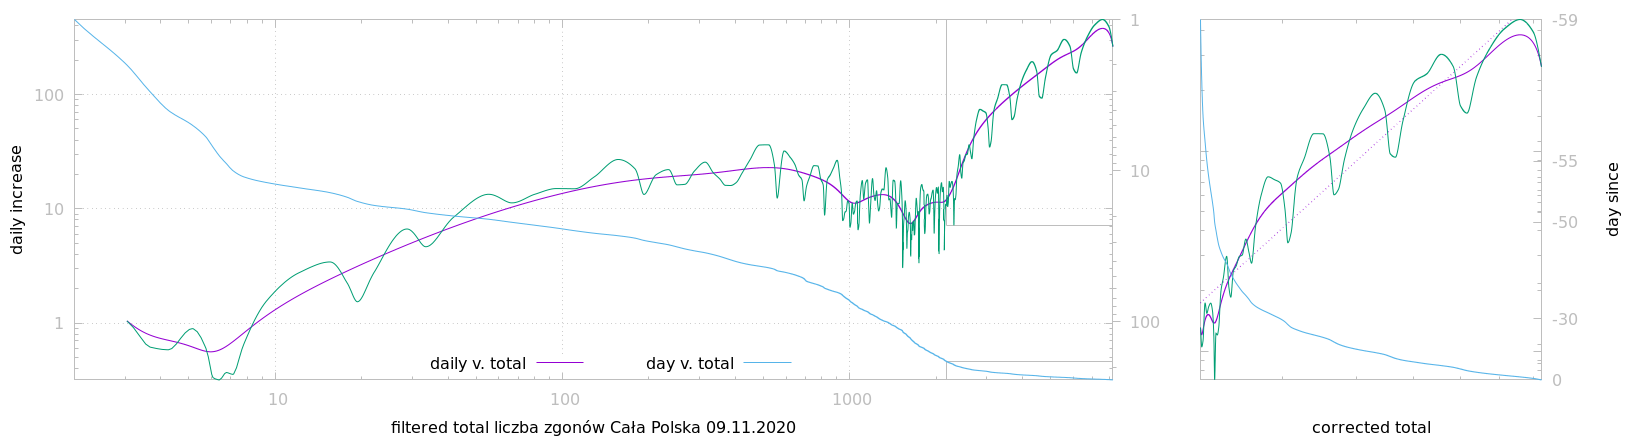 daily increase
100
10
1
1
10
100
daily v. total
day v. total
10
100
1000
filtered total liczba zgonów Cała Polska 09.11.2020
-59
-55
-50
-30
0
day since
corrected total